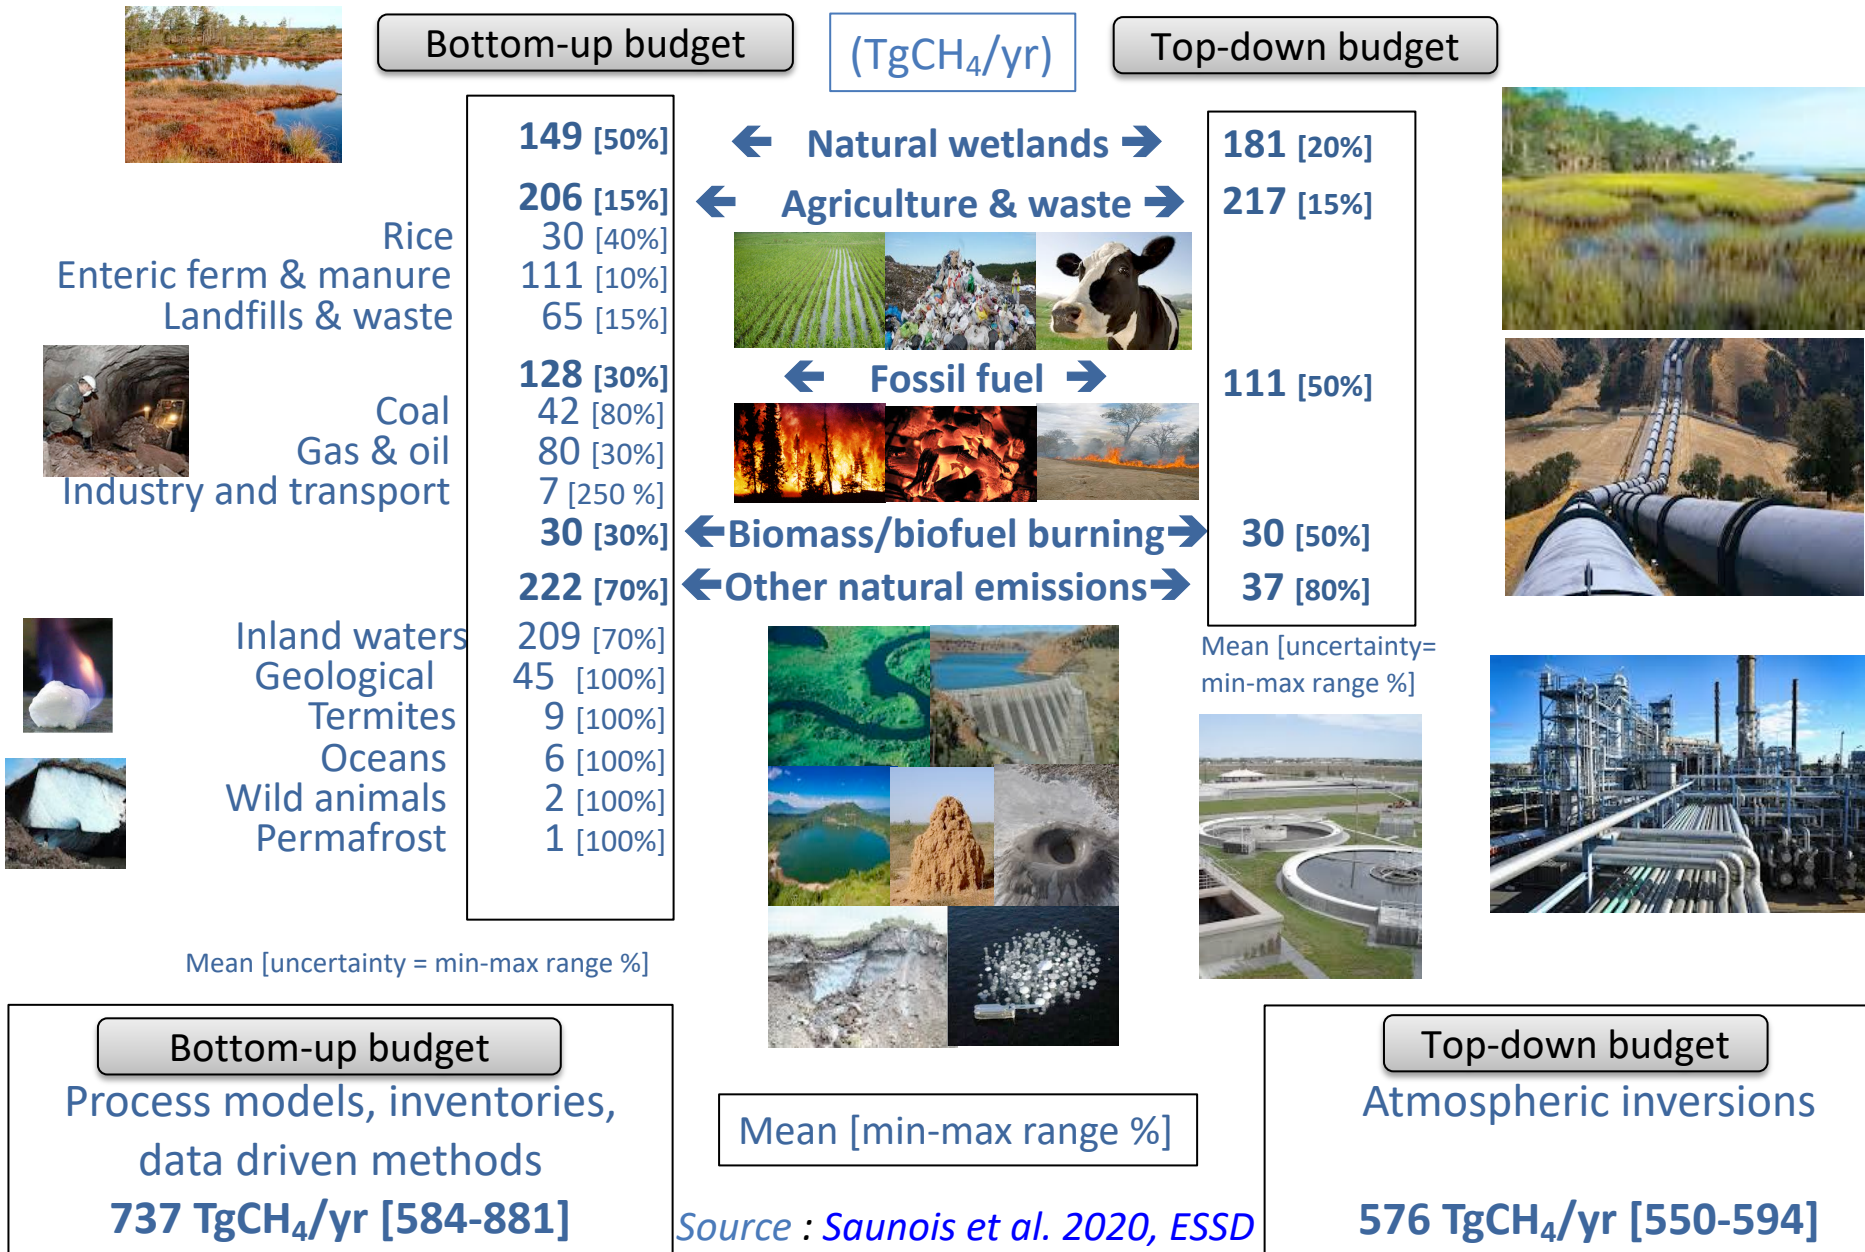 Bottom-up budget
(TgCH₄/yr)
Top-down budget
149 [50%] 🡸 Natural wetlands 🡺 181 [20%]
206 [15%] 🡸 Agriculture & waste 🡺 217 [15%]
Rice 30 [40%]
Enteric ferm & manure 111 [10%]
Landfills & waste 65 [15%]
128 [30%] 🡸 Fossil fuel 🡺 111 [50%]
Coal 42 [80%]
Gas & oil 80 [30%]
Industry and transport 7 [250 %]
30 [30%] 🡸Biomass/biofuel burning🡺 30 [50%]
222 [70%] 🡸Other natural emissions🡺 37 [80%]
Inland waters 209 [70%]
Geological 45 [100%]
Termites 9 [100%]
Oceans 6 [100%]
Wild animals 2 [100%]
Permafrost 1 [100%]
Mean [uncertainty=
min-max range %]
Mean [uncertainty = min-max range %]
Bottom-up budget
Process models, inventories,
data driven methods
737 TgCH₄/yr [584-881]
Mean [min-max range %]
Source : Saunois et al. 2020, ESSD
Top-down budget
Atmospheric inversions
576 TgCH₄/yr [550-594]